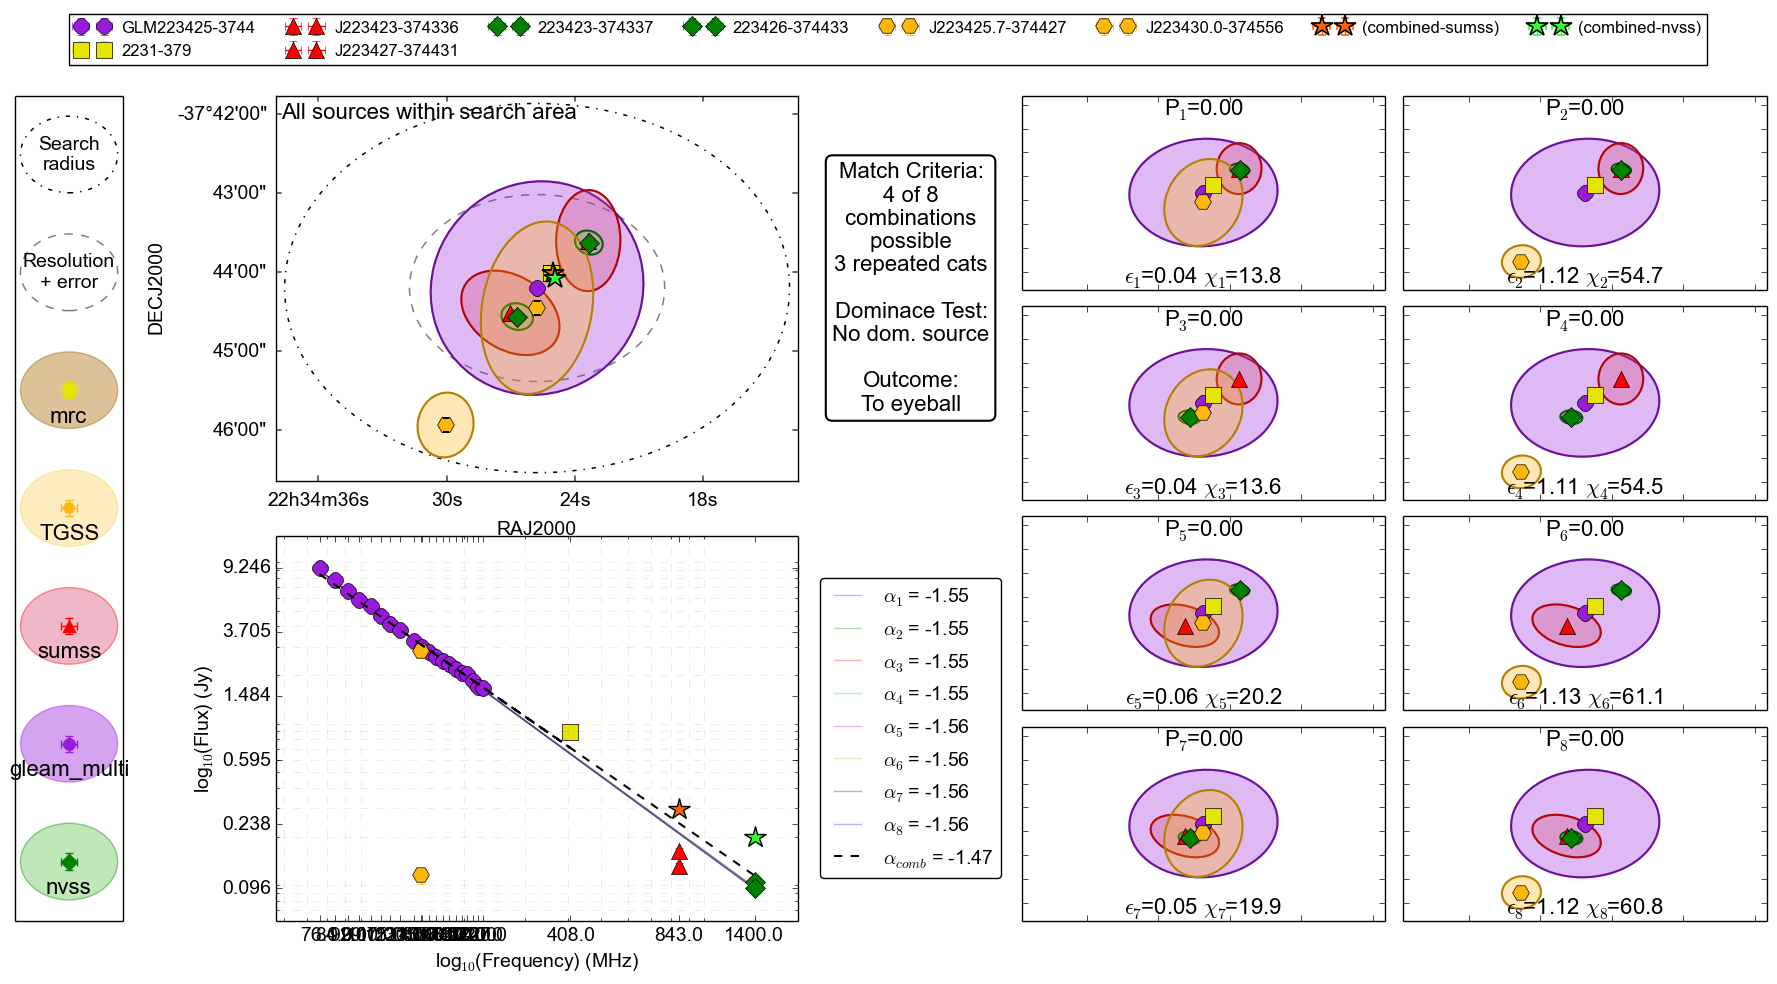 GLM223425-3744
J223423-374336
223423-374337
223426-374433
J223425.7-374427
J223430.0-374556
(combined-sumss)
(combined-nvss)
2231-379
J223427-374431
Search
radius
Resolution
+ error
mrc
TGSS
sumss
gleam_multi
nvss
All sources within search area
DECJ2000
-37°42'00"
43'00"
44'00"
45'00"
46'00"
22h34m36s
30s
24s
18s
RAJ2000
Match Criteria:
4 of 8
combinations
possible
3 repeated cats
Dominace Test:
No dom. source
Outcome:
To eyeball
log10(Flux) (Jy)
9.246
3.705
1.484
0.595
0.238
0.096
408.0
843.0
1400.0
log10(Frequency) (MHz)
α1 = -1.55
α2 = -1.55
α3 = -1.55
α4 = -1.55
α5 = -1.56
α6 = -1.56
α7 = -1.56
α8 = -1.56
αcomb = -1.47
P1=0.00
ϵ1=0.04 χ1=13.8
P2=0.00
ϵ2=1.12 χ2=54.7
P3=0.00
ϵ3=0.04 χ3=13.6
P4=0.00
ϵ4=1.11 χ4=54.5
P5=0.00
ϵ5=0.06 χ5=20.2
P6=0.00
ϵ6=1.13 χ6=61.1
P7=0.00
ϵ7=0.05 χ7=19.9
P8=0.00
ϵ8=1.12 χ8=60.8